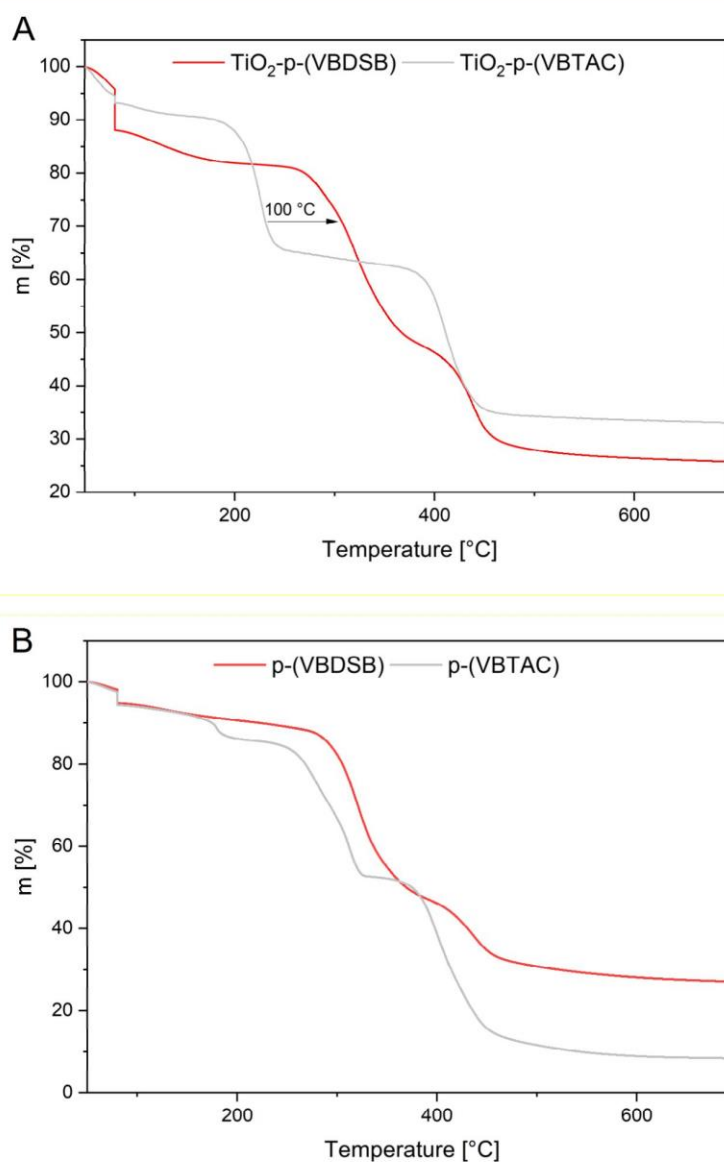 A
TiO₂-p-(VBDSB) TiO₂-p-(VBTAC)
100
90
80
70
60
50
40
30
20
m [%]
100 °C
200 400 600
Temperature [°C]
B
p-(VBDSB) p-(VBTAC)
100
80
60
40
20
0
m [%]
200 400 600
Temperature [°C]